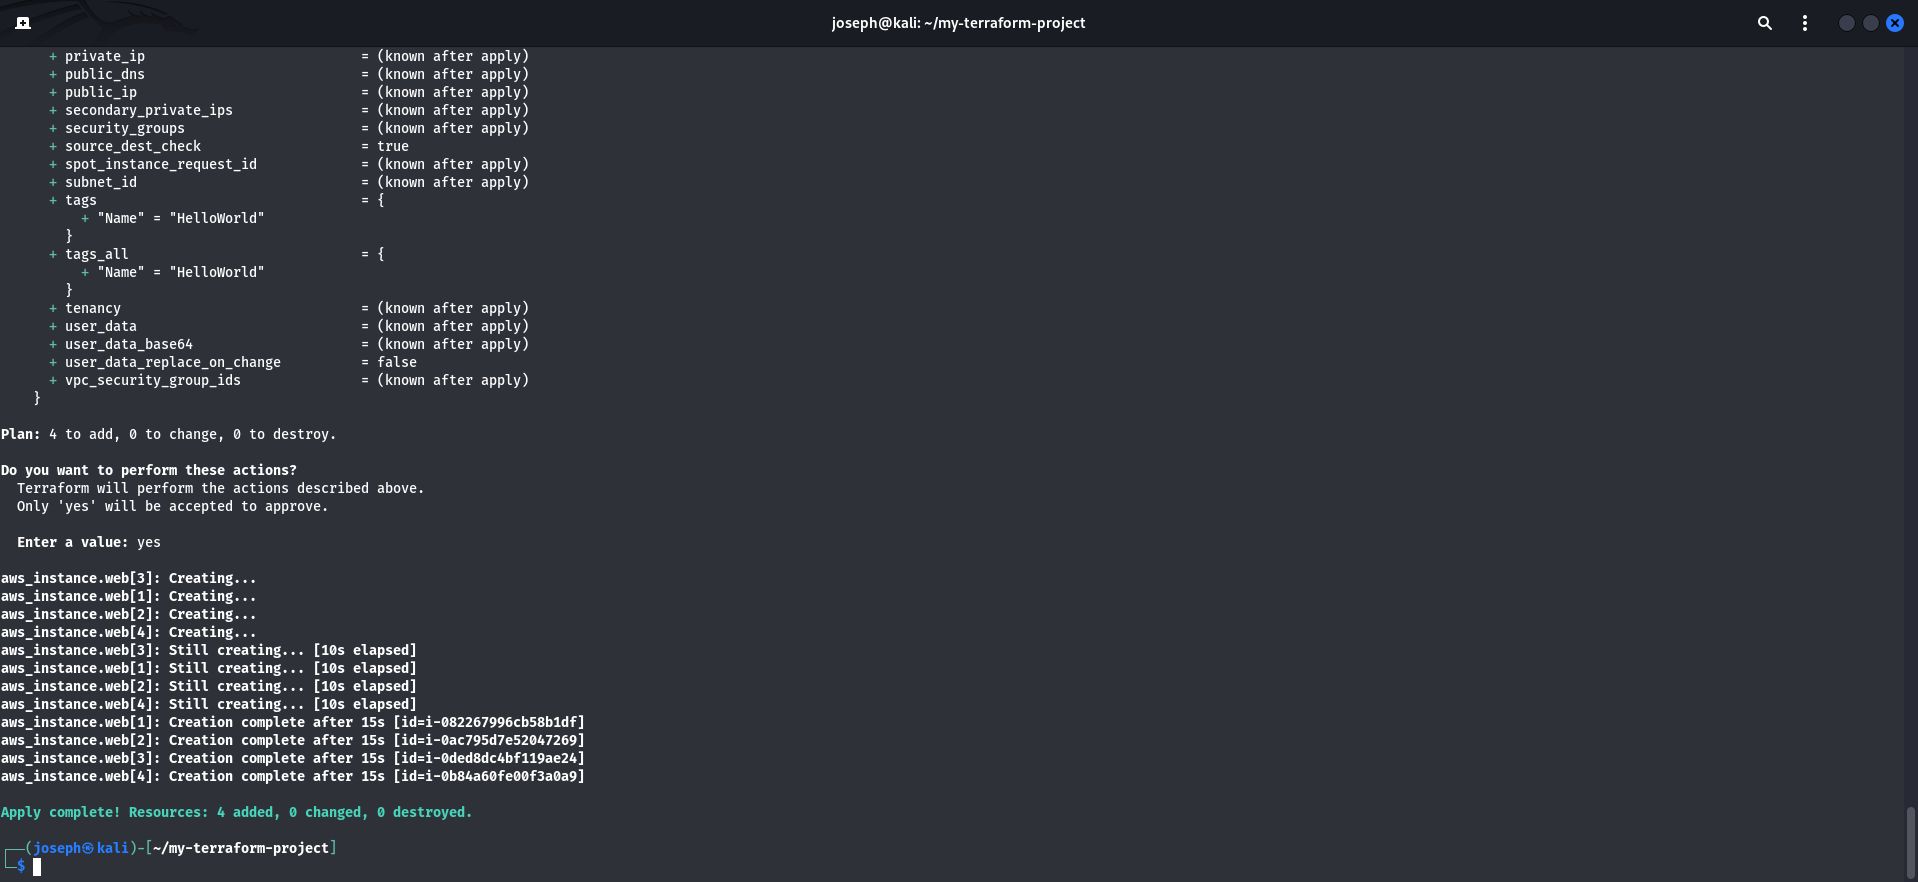 joseph@kali: ~/my-terraform-project
+ private_ip = (known after apply)
+ public_dns = (known after apply)
+ public_ip = (known after apply)
+ secondary_private_ips = (known after apply)
+ security_groups = (known after apply)
+ source_dest_check = true
+ spot_instance_request_id = (known after apply)
+ subnet_id = (known after apply)
+ tags = {
+ "Name" = "HelloWorld"
}
+ tags_all = {
+ "Name" = "HelloWorld"
}
+ tenancy = (known after apply)
+ user_data = (known after apply)
+ user_data_base64 = (known after apply)
+ user_data_replace_on_change = false
+ vpc_security_group_ids = (known after apply)
}
Plan: 4 to add, 0 to change, 0 to destroy.
Do you want to perform these actions?
Terraform will perform the actions described above.
Only 'yes' will be accepted to approve.
Enter a value: yes
aws_instance.web[3]: Creating...
aws_instance.web[1]: Creating...
aws_instance.web[2]: Creating...
aws_instance.web[4]: Creating...
aws_instance.web[3]: Still creating... [10s elapsed]
aws_instance.web[1]: Still creating... [10s elapsed]
aws_instance.web[2]: Still creating... [10s elapsed]
aws_instance.web[4]: Still creating... [10s elapsed]
aws_instance.web[1]: Creation complete after 15s [id=i-082267996cb58b1df]
aws_instance.web[2]: Creation complete after 15s [id=i-0ac795d7e52047269]
aws_instance.web[3]: Creation complete after 15s [id=i-0ded8dc4bf119ae24]
aws_instance.web[4]: Creation complete after 15s [id=i-0b84a60fe00f3a0a9]
Apply complete! Resources: 4 added, 0 changed, 0 destroyed.
┌──(joseph㉿kali)-[~/my-terraform-project]
└─$